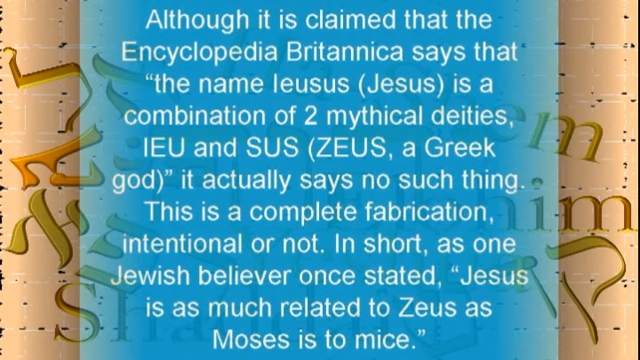 Although it is claimed that the
Encyclopedia Britannica says that
“the name Ieusus (Jesus) is a
combination of 2 mythical deities,
IEU and SUS (ZEUS, a Greek
god)” it actually says no such thing.
This is a complete fabrication,
intentional or not. In short, as one
Jewish believer once stated, “Jesus
is as much related to Zeus as
Moses is to mice.”